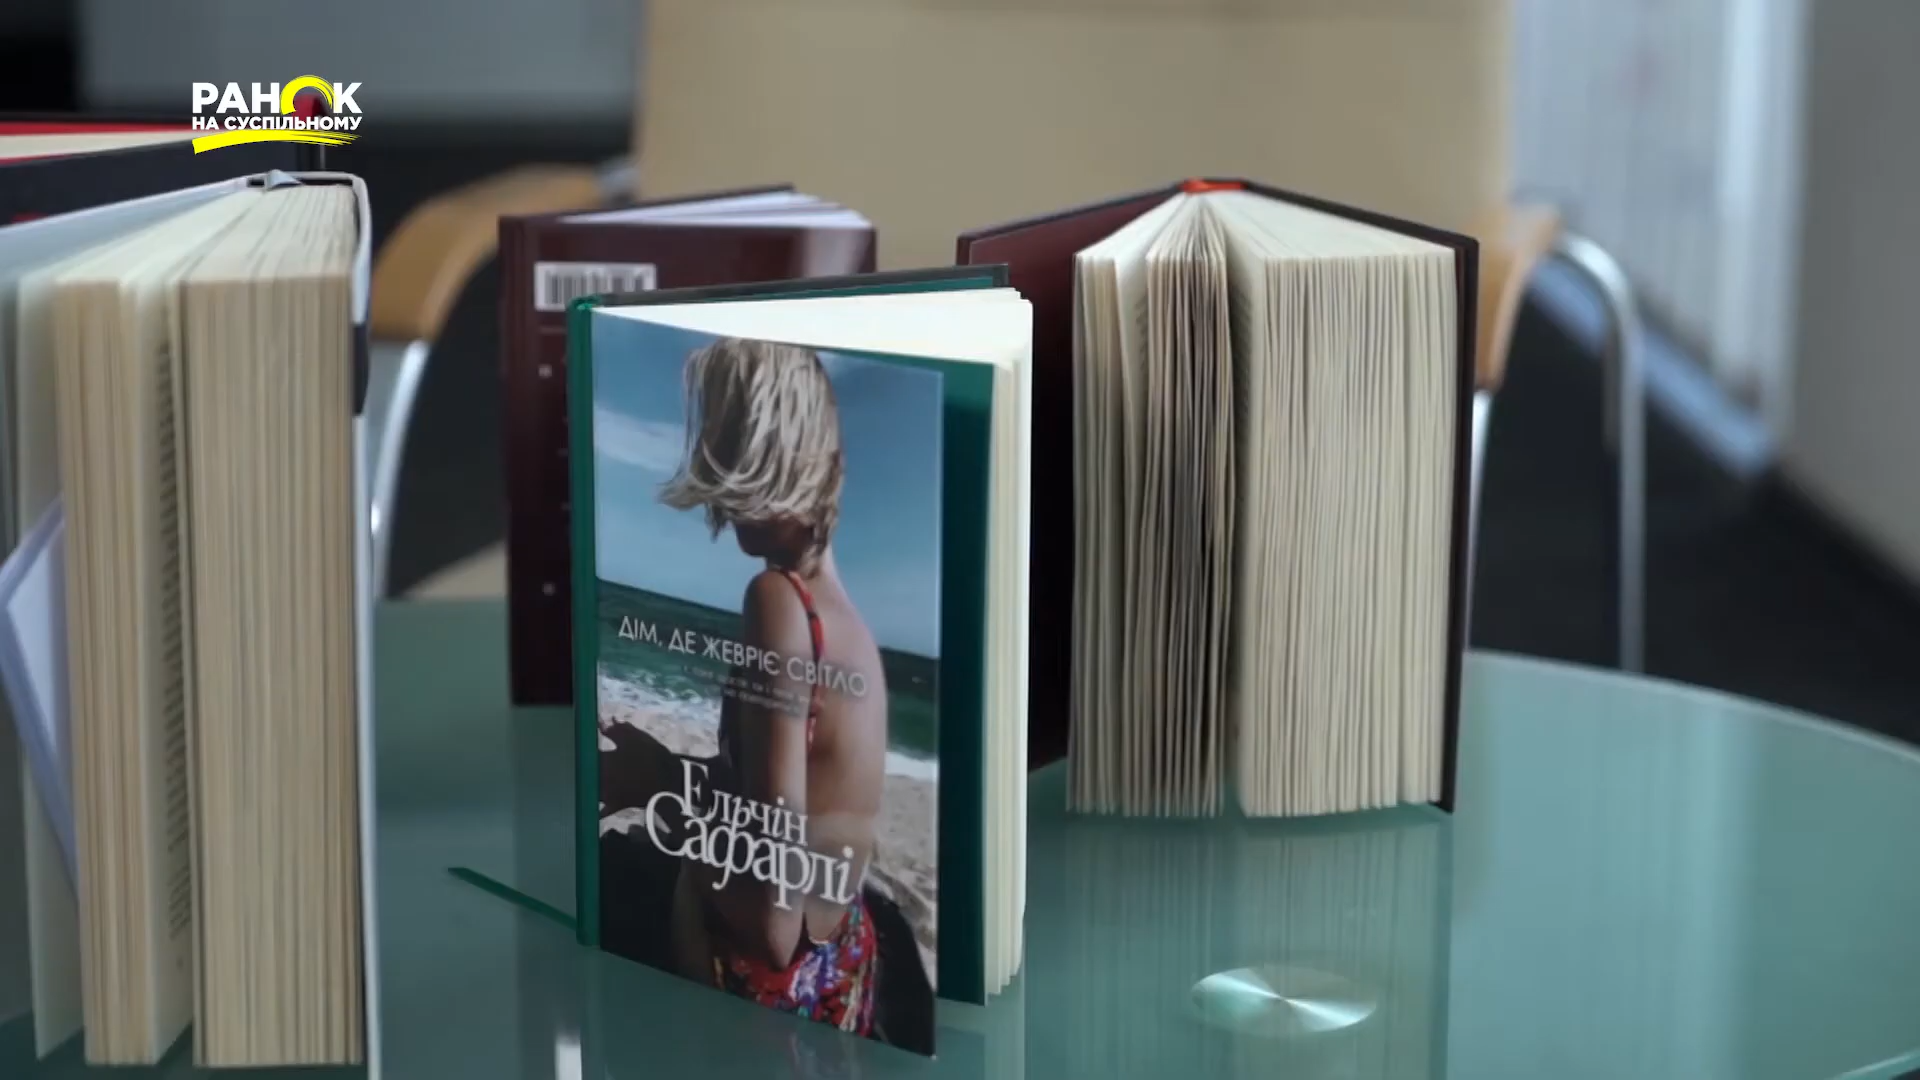 РАНОК
НА СУСПІЛЬНОМУ
ДІМ, ДЕ ЖЕВРІЄ СВІТЛО
Ельчін
Сафарлі